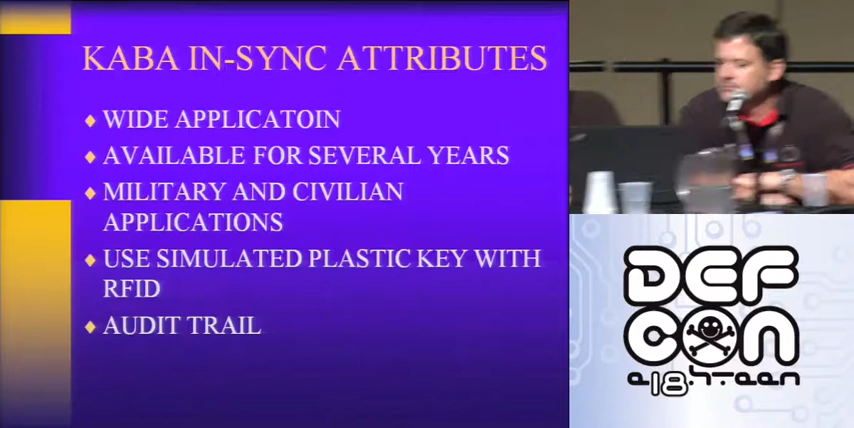 KABA IN-SYNC ATTRIBUTES
WIDE APPLICATOIN
AVAILABLE FOR SEVERAL YEARS
MILITARY AND CIVILIAN
APPLICATIONS
USE SIMULATED PLASTIC KEY WITH
RFID
AUDIT TRAIL
DEF
CON
e18hteen